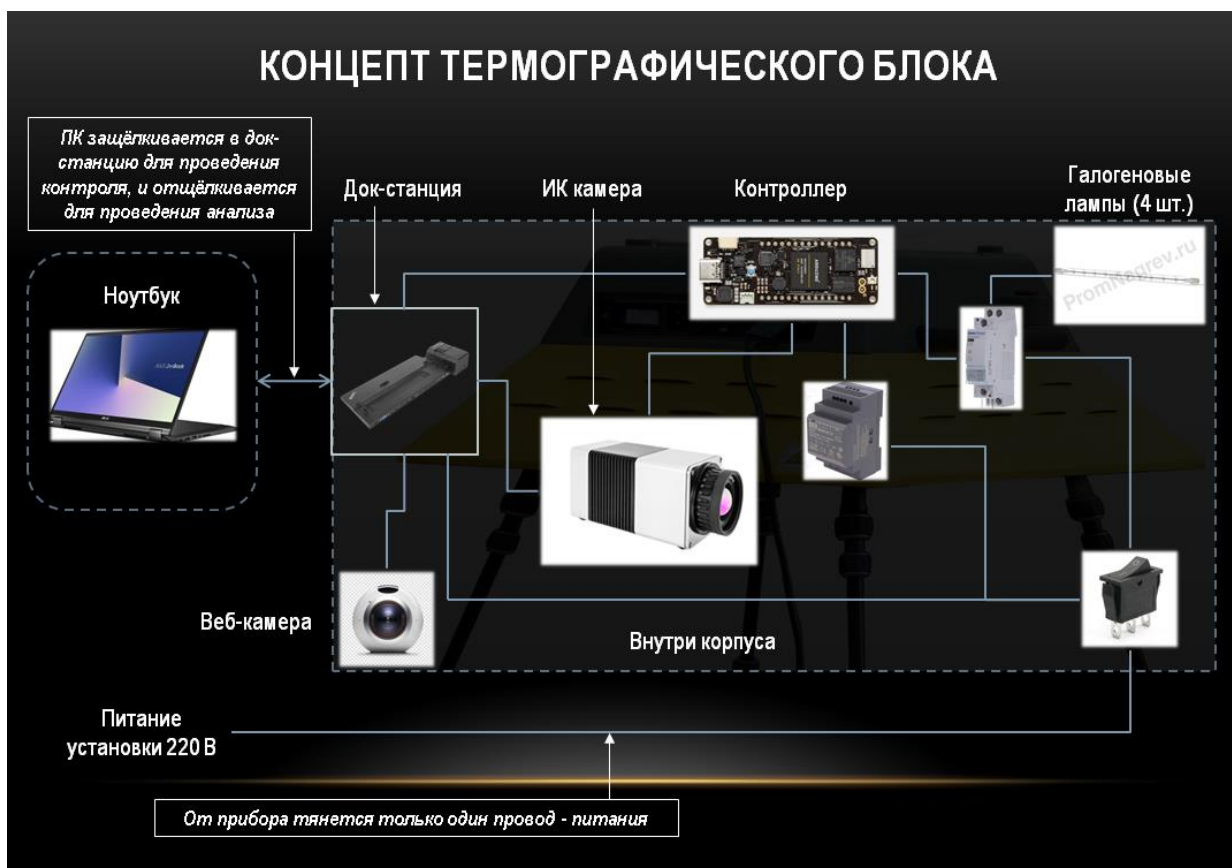 КОНЦЕПТ ТЕРМОГРАФИЧЕСКОГО БЛОКА
ПК защёлкивается в док-
станцию для проведения
контроля, и отщёлкивается
для проведения анализа
Док-станция
ИК камера
Контроллер
Галогеновые
лампы (4 шт.)
Ноутбук
PromNagrev.ru
Веб-камера
Внутри корпуса
Питание
установки 220 В
От прибора тянется только один провод - питания